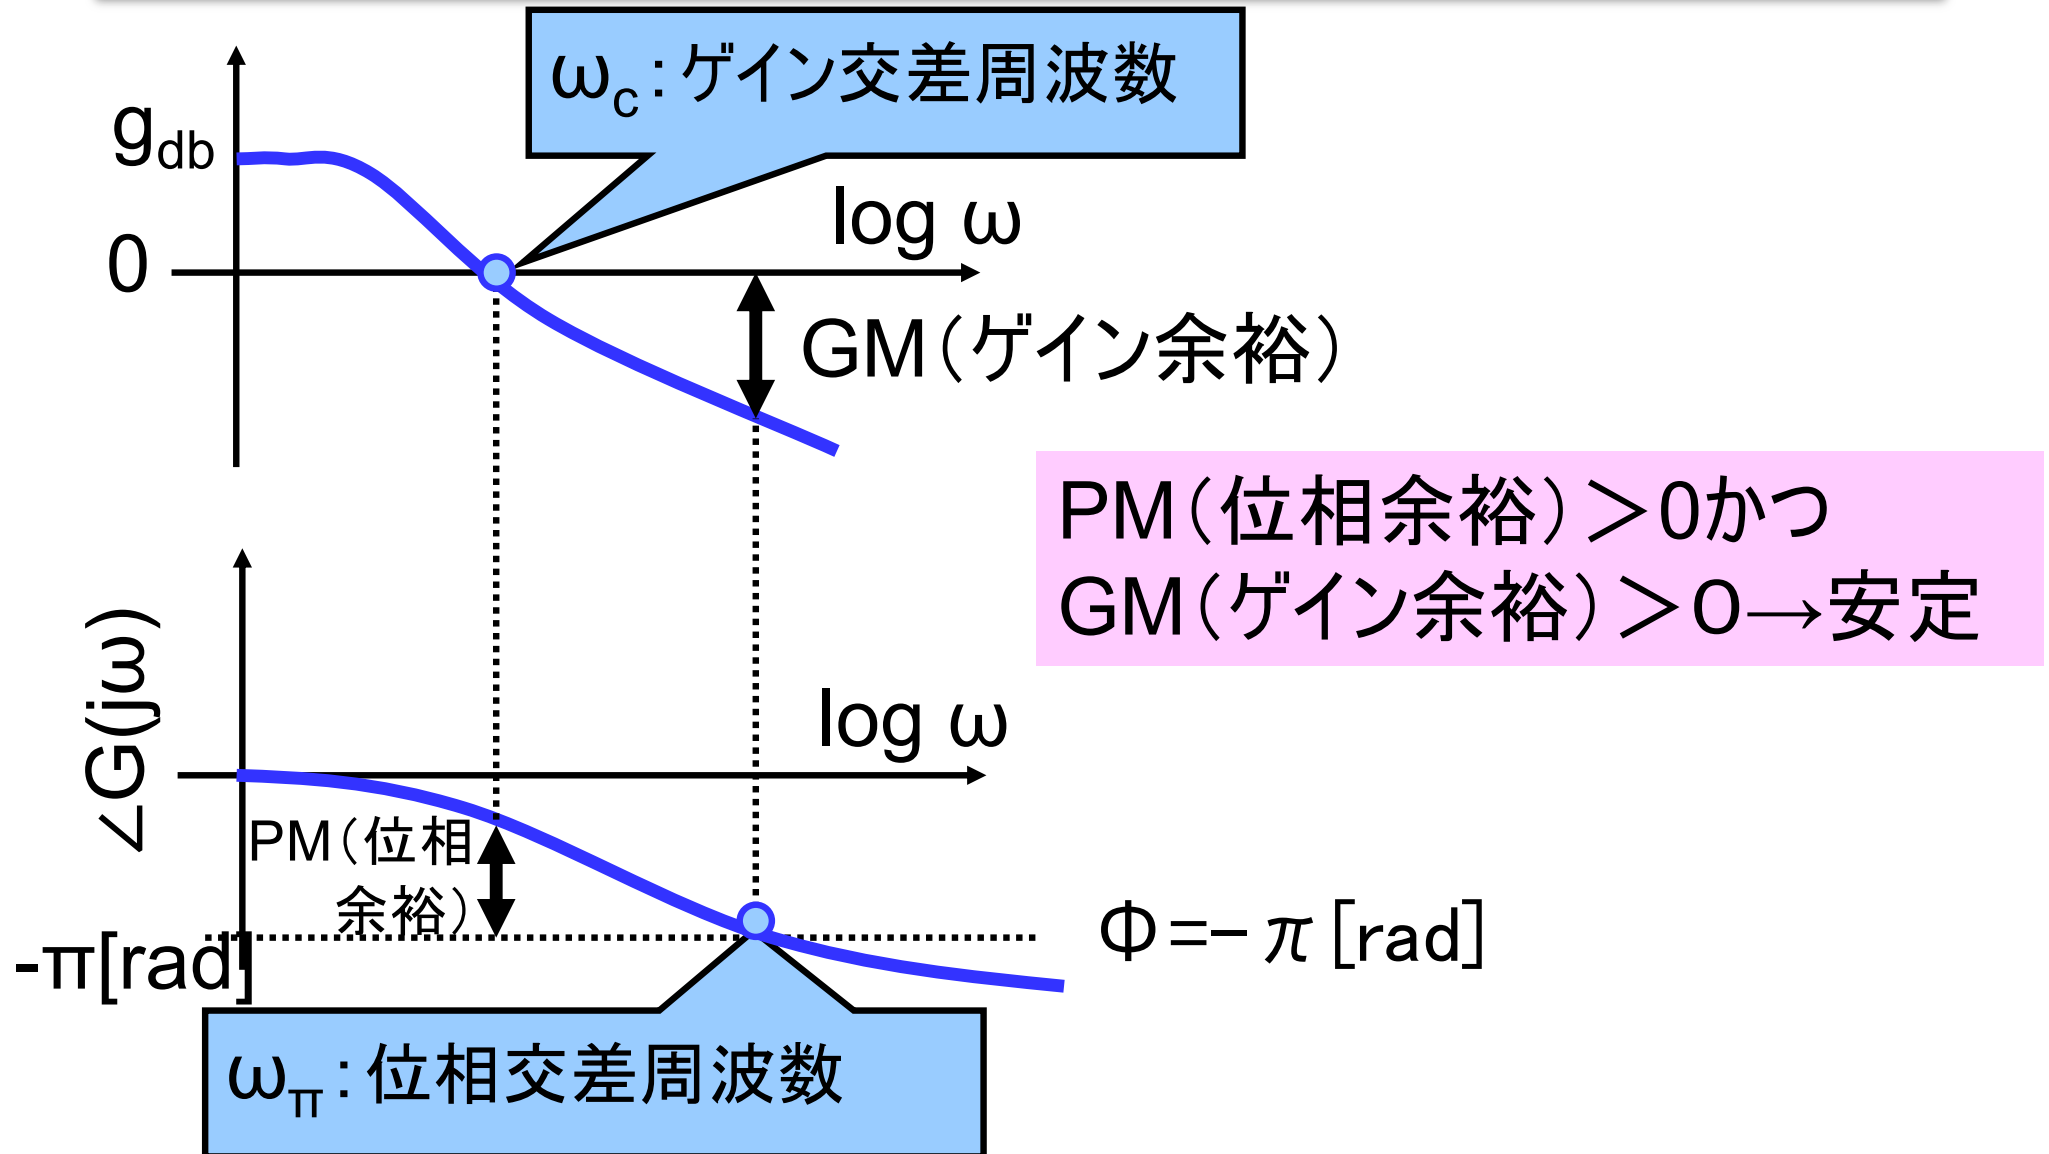 ωc：ゲイン交差周波数
gdb
log ω
0
GM（ゲイン余裕）
PM（位相余裕）＞0かつ
GM（ゲイン余裕）＞０→安定
∠G(jω)
log ω
PM（位相
余裕）
-π[rad]
Φ=−π[rad]
ωπ：位相交差周波数